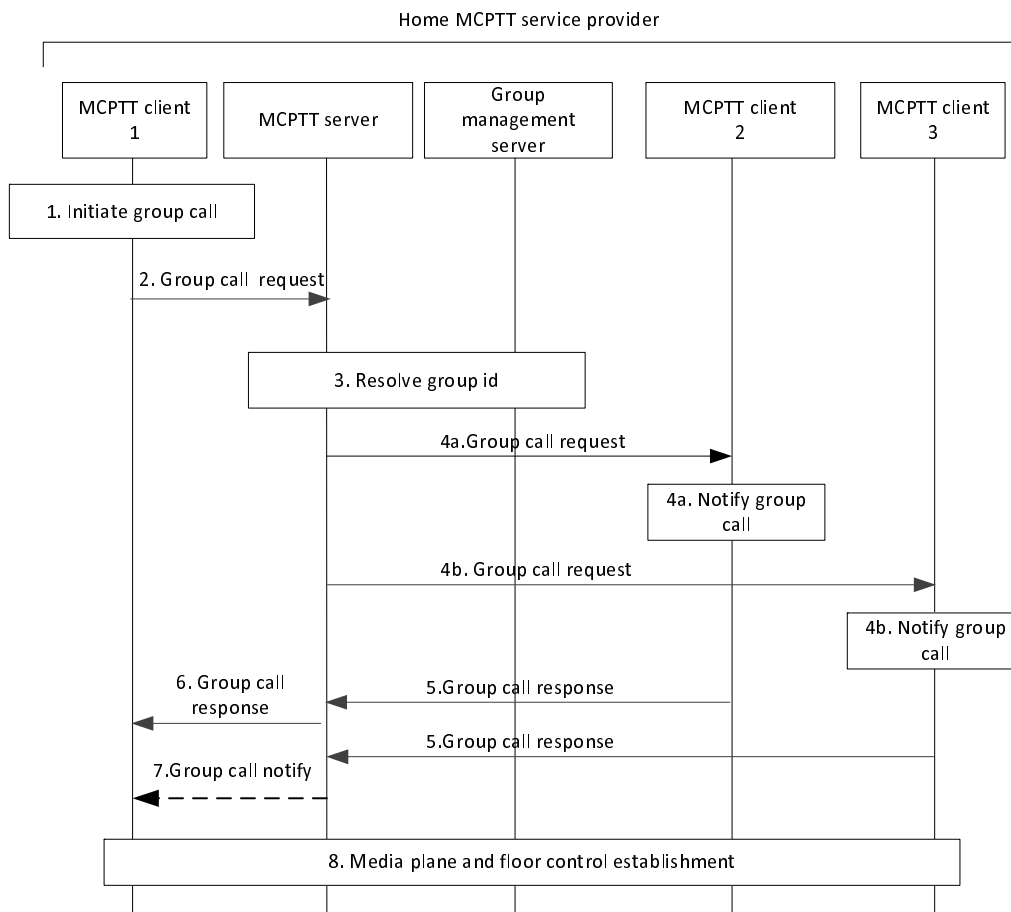 Home MCPTT service provider
MCPTT client
1
MCPTT server
Group
management
server
MCPTT client
2
MCPTT client
3
1. Initiate group call
2. Group call  request
3. Resolve group id
4a.Group call request
4a. Notify group
call
4b. Group call request
4b. Notify group
call
6. Group call
response
5.Group call response
5.Group call response
7.Group call notify
8. Media plane and floor control establishment